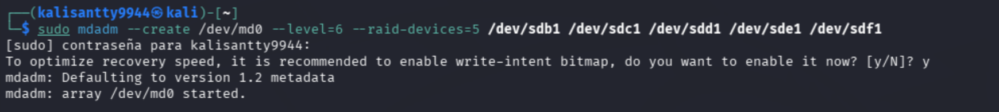 ┌──(kalisantty9944㉿kali)-[~]
└─$ sudo mdadm --create /dev/md0 --level=6 --raid-devices=5 /dev/sdb1 /dev/sdc1 /dev/sdd1 /dev/sde1 /dev/sdf1
[sudo] contraseña para kalisantty9944:
To optimize recovery speed, it is recommended to enable write-intent bitmap, do you want to enable it now? [y/N]? y
mdadm: Defaulting to version 1.2 metadata
mdadm: array /dev/md0 started.